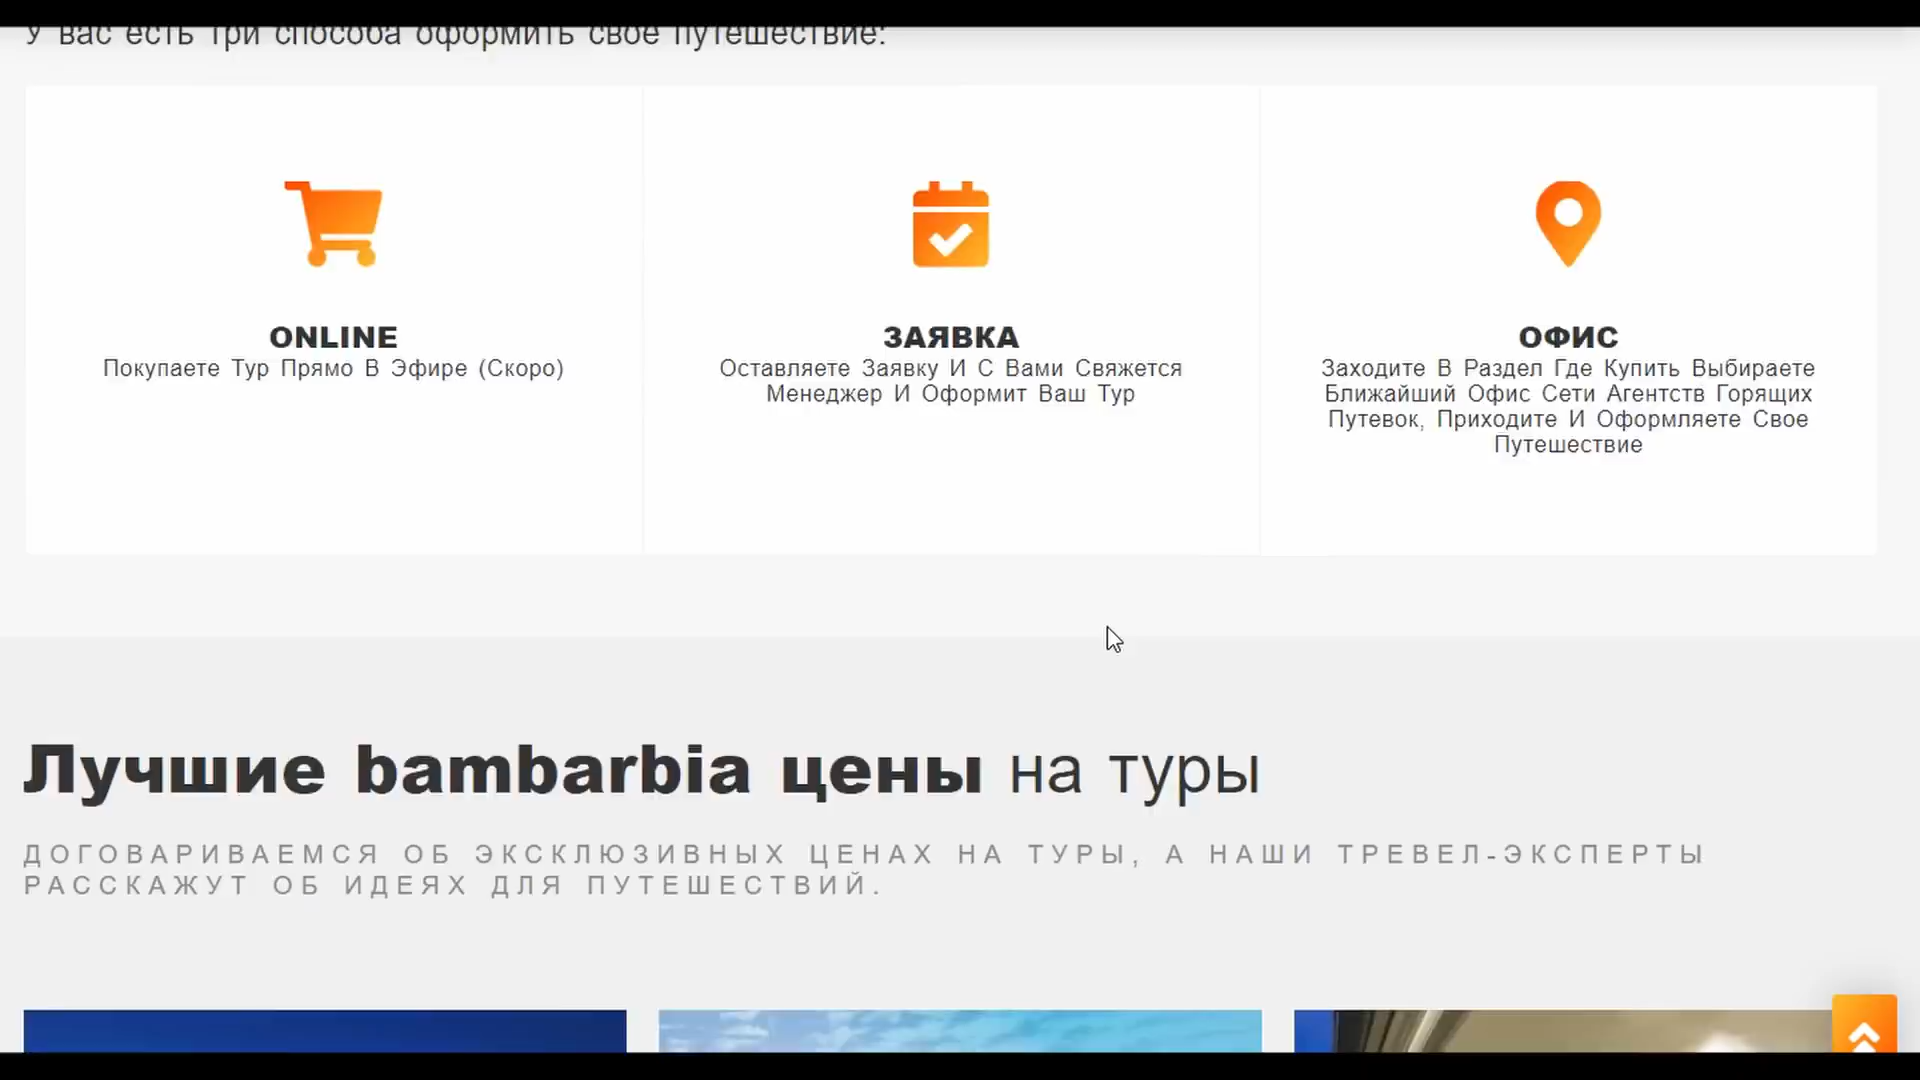 У вас есть три способа оформить свое путешествие:
ONLINE
Покупаете Тур Прямо В Эфире (Скоро)
ЗАЯВКА
Оставляете Заявку И С Вами Свяжется
Менеджер И Оформит Ваш Тур
ОФИС
Заходите В Раздел Где Купить Выбираете
Ближайший Офис Сети Агентств Горящих
Путевок, Приходите И Оформляете Свое
Путешествие
Лучшие bambarbia цены на туры
ДОГОВАРИВАЕМСЯ ОБ ЭКСКЛЮЗИВНЫХ ЦЕНАХ НА ТУРЫ, А НАШИ ТРЕВЕЛ-ЭКСПЕРТЫ
РАССКАЖУТ ОБ ИДЕЯХ ДЛЯ ПУТЕШЕСТВИЙ.